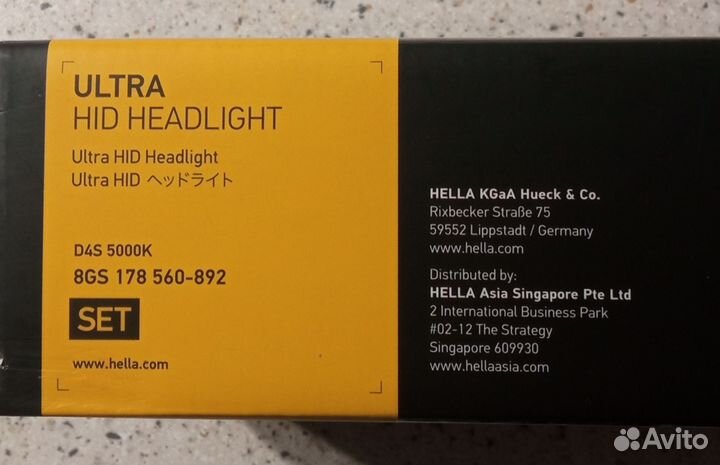 ULTRA
HID HEADLIGHT
Ultra HID Headlight
Ultra HID ヘッドライト
D4S 5000K
8GS 178 560-892
SET
www.hella.com
HELLA KGaA Hueck & Co.
Rixbecker Straße 75
59552 Lippstadt / Germany
www.hella.com
Distributed by:
HELLA Asia Singapore Pte Ltd
2 International Business Park
#02-12 The Strategy
Singapore 609930
www.hellaasia.com
Avito